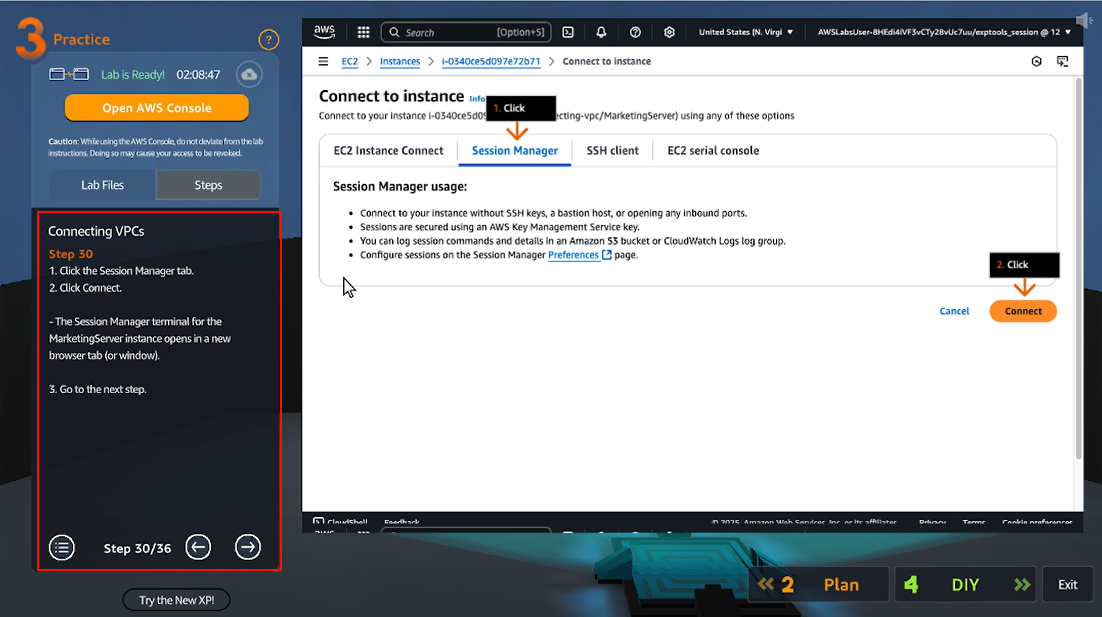 3 Practice
?
Lab is Ready! 02:08:47
Open AWS Console
Caution: While using the AWS Console, do not deviate from the lab
instructions. Doing so may cause your access to be revoked.
Lab Files
Steps
Connecting VPCs
Step 30
1. Click the Session Manager tab.
2. Click Connect.
- The Session Manager terminal for the
MarketingServer instance opens in a new
browser tab (or window).
3. Go to the next step.
Step 30/36
Try the New XP!
aws
Search [Option+S]
United States (N. Virgi
AWSLabsUser-8HEdi4iVF3vCTy28vUc7uu/exptools_session @ 12
EC2 > Instances > i-0340ce5d097e72b71 > Connect to instance
Connect to instance Info
1. Click
Connect to your instance i-0340ce5d0 ecting-vpc/MarketingServer) using any of these options
EC2 Instance Connect
Session Manager
SSH client
EC2 serial console
Session Manager usage:
• Connect to your instance without SSH keys, a bastion host, or opening any inbound ports.
• Sessions are secured using an AWS Key Management Service key.
• You can log session commands and details in an Amazon S3 bucket or CloudWatch Logs log group.
• Configure sessions on the Session Manager Preferences page.
2. Click
Cancel
Connect
CloudShell Feedback © 2025, Amazon Web Services, Inc. or its affiliates. Privacy Terms Cookie preferences
<< 2 Plan
4 DIY >>
Exit